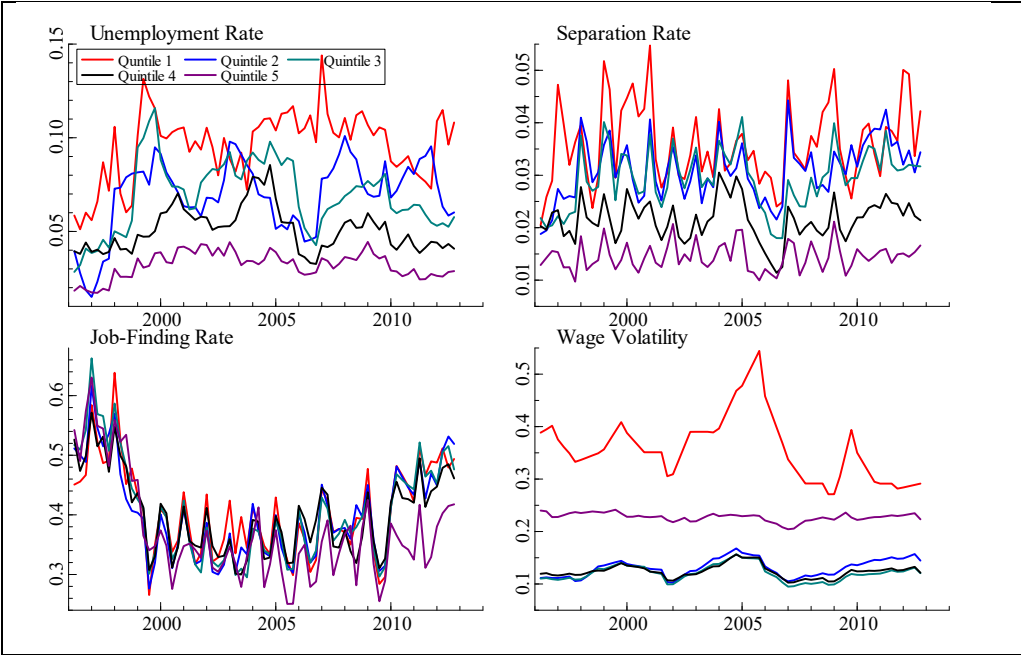 Unemployment Rate
0.15
0.10
0.05
Quntile 1 Quintile 2 Quintile 3
Quintile 4 Quintile 5
2000 2005 2010
Separation Rate
0.05
0.04
0.03
0.02
0.01
2000 2005 2010
Job-Finding Rate
0.6
0.5
0.4
0.3
2000 2005 2010
Wage Volatility
0.5
0.4
0.3
0.2
0.1
2000 2005 2010